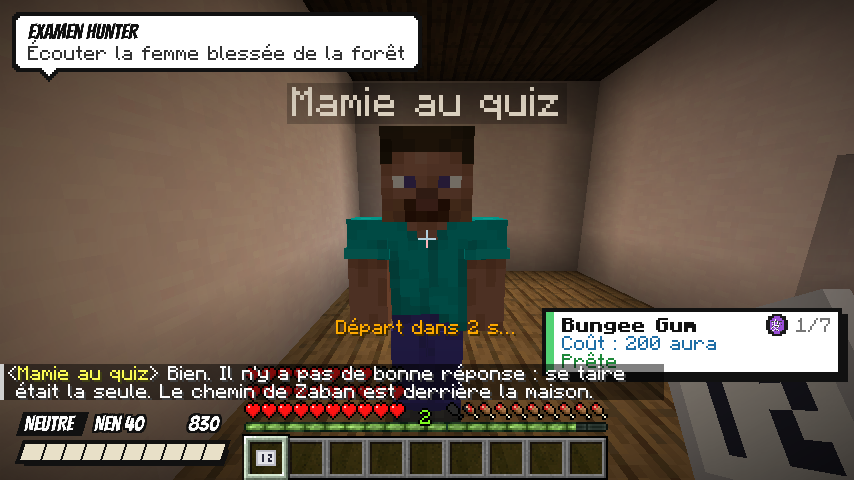 EXAMEN HUNTER
Écouter la femme blessée de la forêt
Mamie au quiz
Départ dans 2 s...
Bungee Gum
1/7
Coût : 200 aura
Prête
<Mamie au quiz> Bien. Il n'y a pas de bonne réponse : se taire
était la seule. Le chemin de Zaban est derrière la maison.
NEUTRE NEN 40 830
2
12